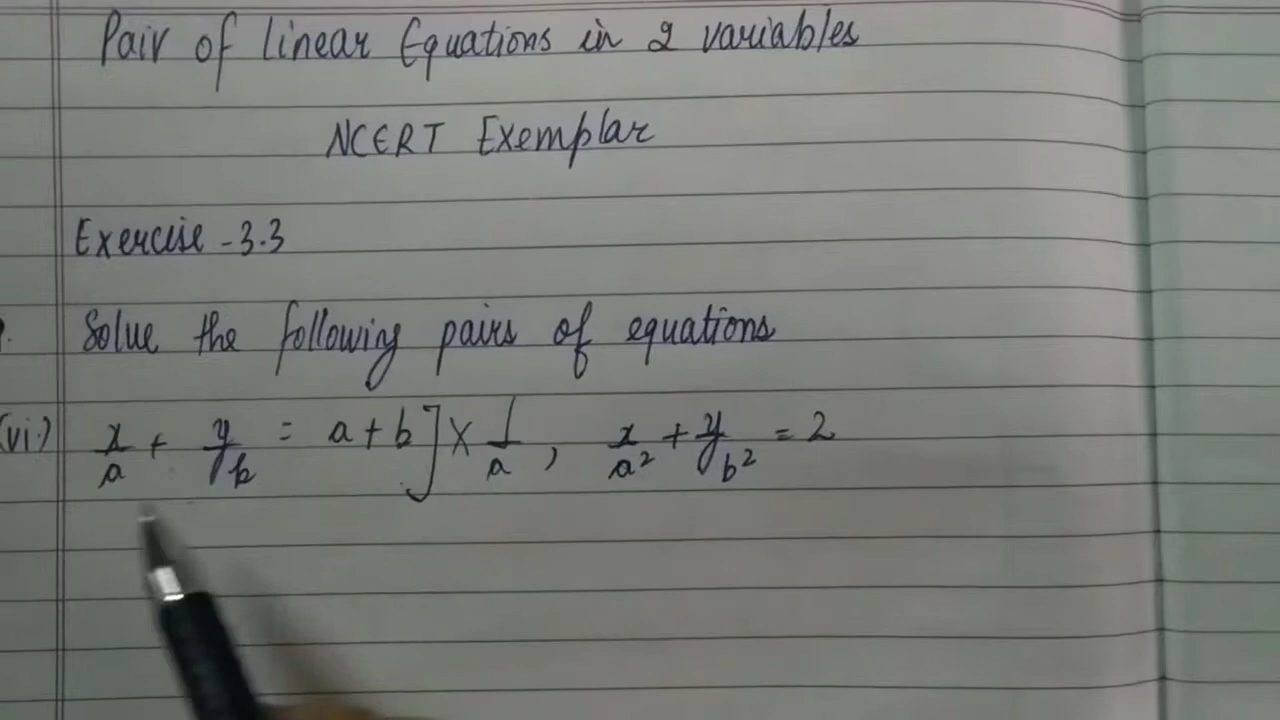 Pair of linear Equations in 2 variables
NCERT Exemplar
Exercise - 3.3
Solve the following pairs of equations
(vi.) x/a + y/b = a + b] × 1/a , x/a² + y/b² = 2